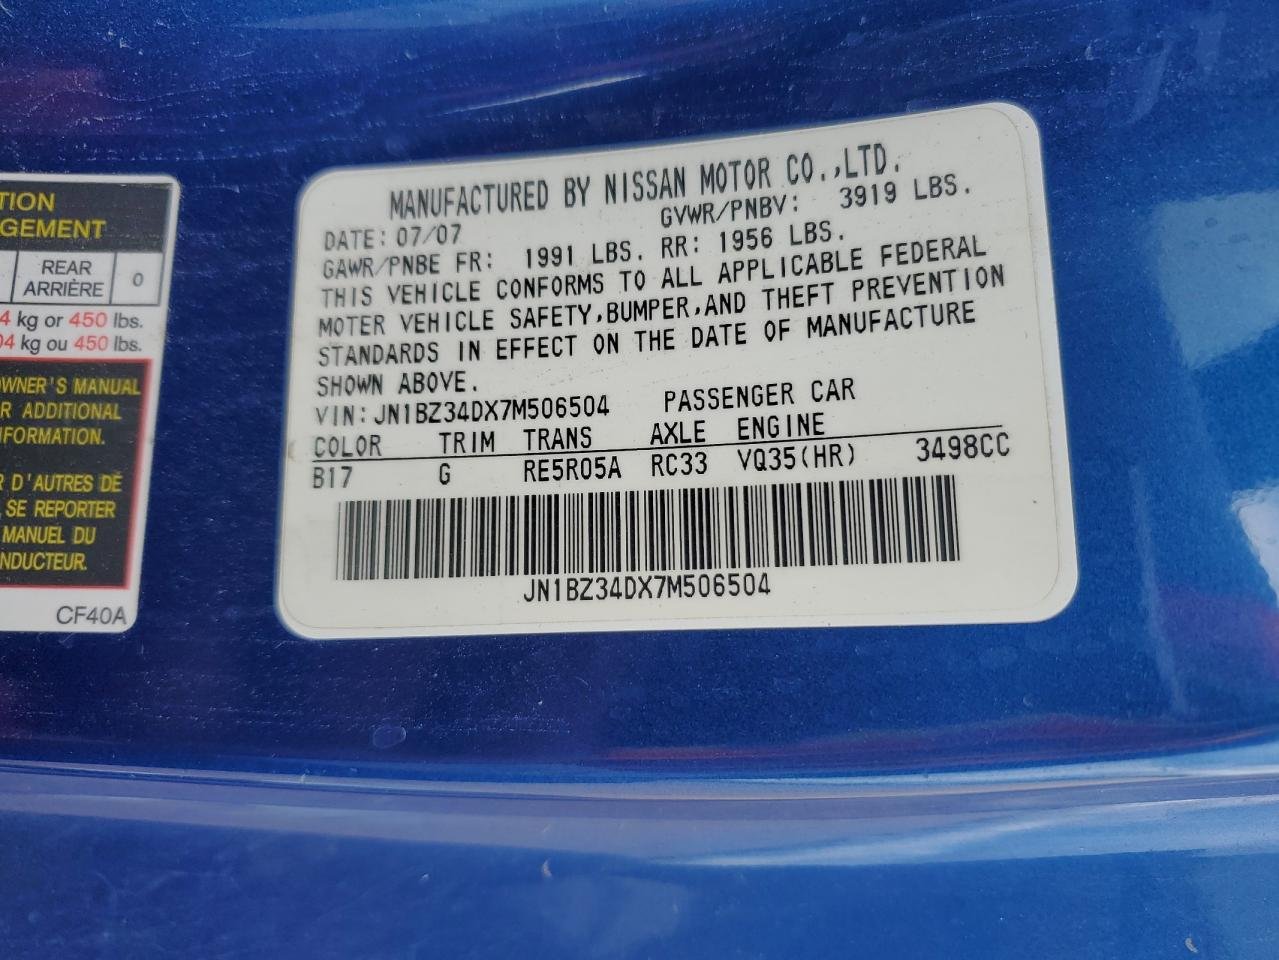 TION
GEMENT
REAR
ARRIÈRE
0
4 kg or 450 lbs.
04 kg ou 450 lbs.
OWNER'S MANUAL
R ADDITIONAL
NFORMATION.
R D'AUTRES DÉ
, SE REPORTER
MANUEL DU
NDUCTEUR.
CF40A
MANUFACTURED BY NISSAN MOTOR CO.,LTD.
DATE: 07/07 GVWR/PNBV: 3919 LBS.
GAWR/PNBE FR: 1991 LBS. RR: 1956 LBS.
THIS VEHICLE CONFORMS TO ALL APPLICABLE FEDERAL
MOTER VEHICLE SAFETY,BUMPER,AND THEFT PREVENTION
STANDARDS IN EFFECT ON THE DATE OF MANUFACTURE
SHOWN ABOVE.
VIN: JN1BZ34DX7M506504 PASSENGER CAR
COLOR TRIM TRANS AXLE ENGINE
B17 G RE5R05A RC33 VQ35(HR) 3498CC
JN1BZ34DX7M506504